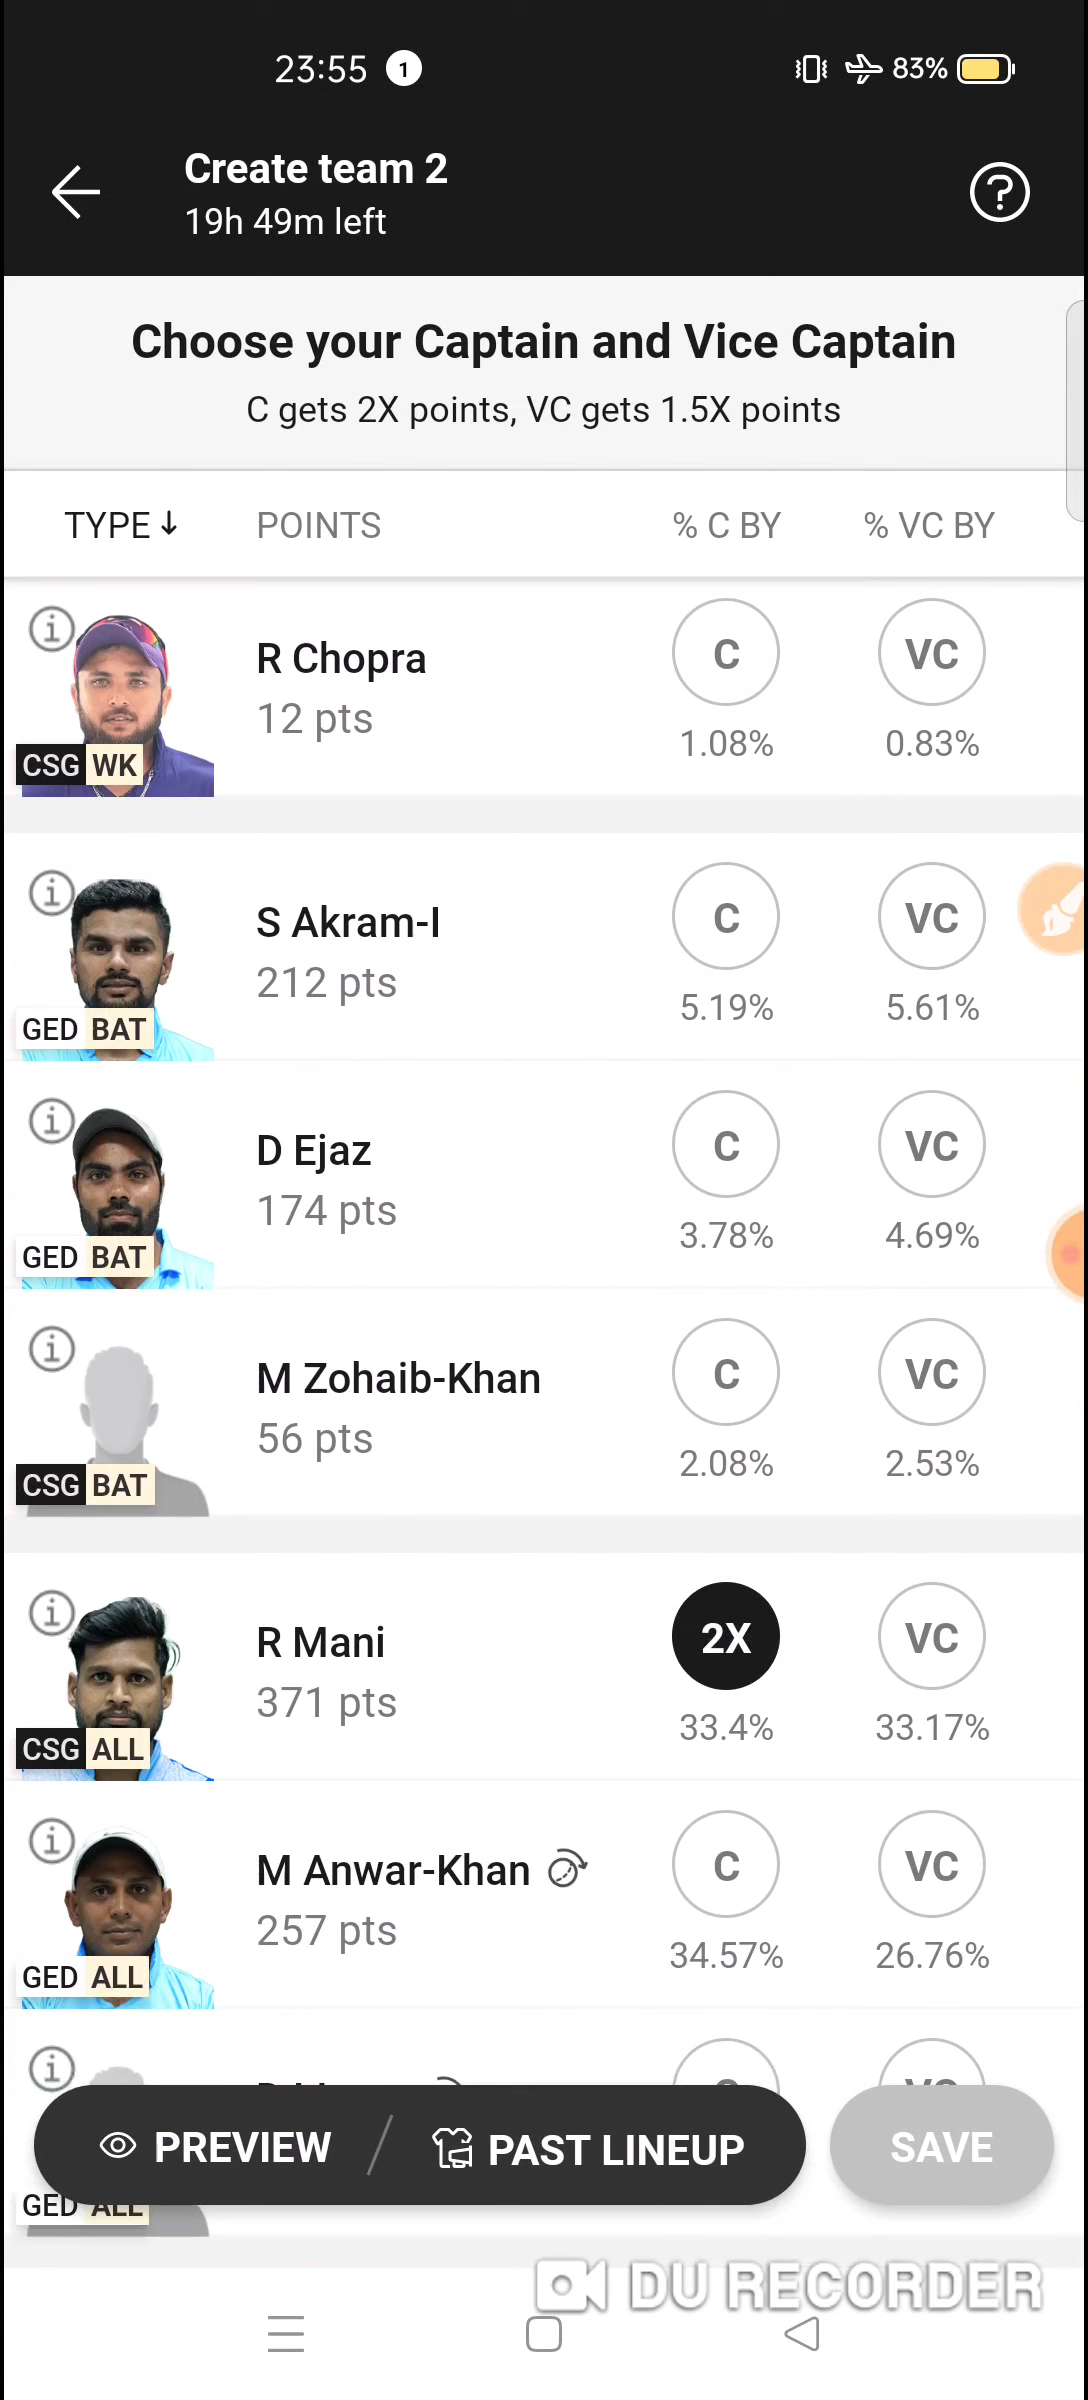 23:55 1 83%
Create team 2
19h 49m left
Choose your Captain and Vice Captain
C gets 2X points, VC gets 1.5X points
TYPE↓ POINTS % C BY % VC BY
R Chopra C VC
12 pts 1.08% 0.83%
CSG WK
S Akram-I C VC
212 pts 5.19% 5.61%
GED BAT
D Ejaz C VC
174 pts 3.78% 4.69%
GED BAT
M Zohaib-Khan C VC
56 pts 2.08% 2.53%
CSG BAT
R Mani 2X VC
371 pts 33.4% 33.17%
CSG ALL
M Anwar-Khan C VC
257 pts 34.57% 26.76%
GED ALL
PREVIEW / PAST LINEUP SAVE
GED ALL
DU RECORDER